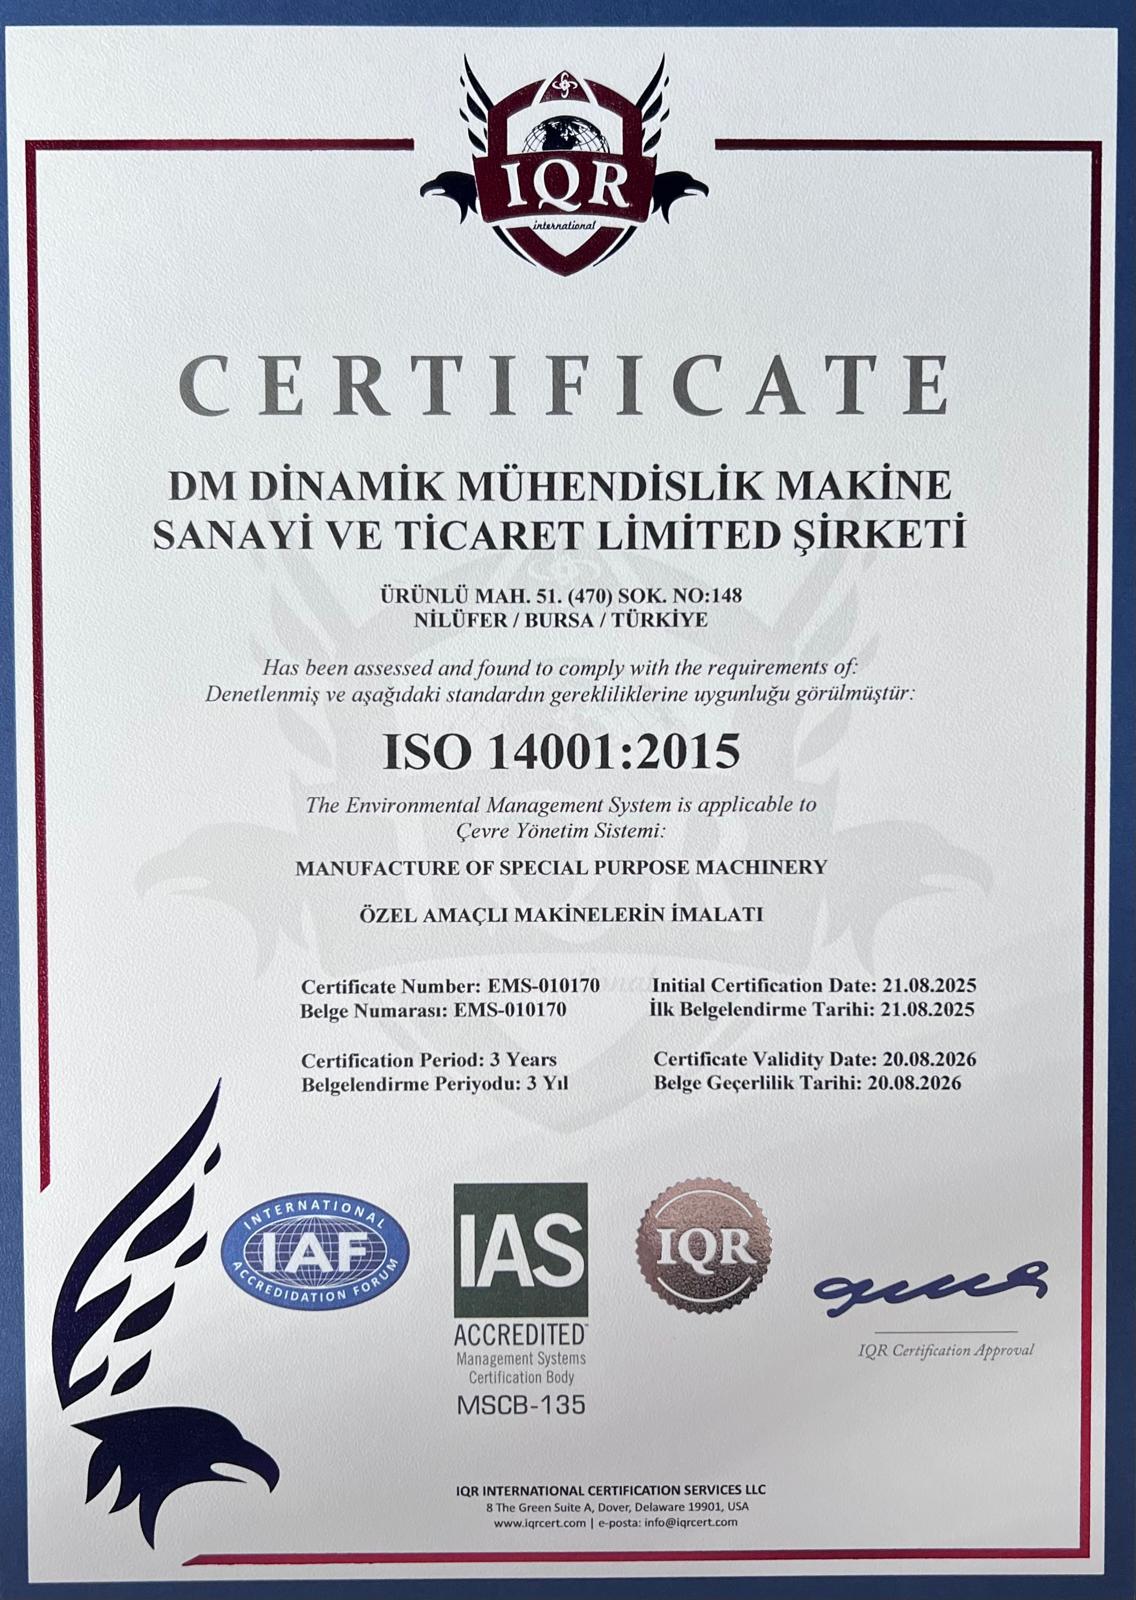 IQR
international
CERTIFICATE
DM DİNAMİK MÜHENDİSLİK MAKİNE
SANAYİ VE TİCARET LİMİTED ŞİRKETİ
ÜRÜNLÜ MAH. 51. (470) SOK. NO:148
NİLÜFER / BURSA / TÜRKİYE
Has been assessed and found to comply with the requirements of:
Denetlenmiş ve aşağıdaki standardın gerekliliklerine uygunluğu görülmüştür:
ISO 14001:2015
The Environmental Management System is applicable to
Çevre Yönetim Sistemi:
MANUFACTURE OF SPECIAL PURPOSE MACHINERY
ÖZEL AMAÇLI MAKİNELERİN İMALATI
Certificate Number: EMS-010170
Belge Numarası: EMS-010170
Initial Certification Date: 21.08.2025
İlk Belgelendirme Tarihi: 21.08.2025
Certification Period: 3 Years
Belgelendirme Periyodu: 3 Yıl
Certificate Validity Date: 20.08.2026
Belge Geçerlilik Tarihi: 20.08.2026
INTERNATIONAL
IAF
ACCREDIDATION FORUM
IAS
ACCREDITED™
Management Systems
Certification Body
MSCB-135
IQR
IQR Certification Approval
IQR INTERNATIONAL CERTIFICATION SERVICES LLC
8 The Green Suite A, Dover, Delaware 19901, USA
www.iqrcert.com | e-posta: info@iqrcert.com